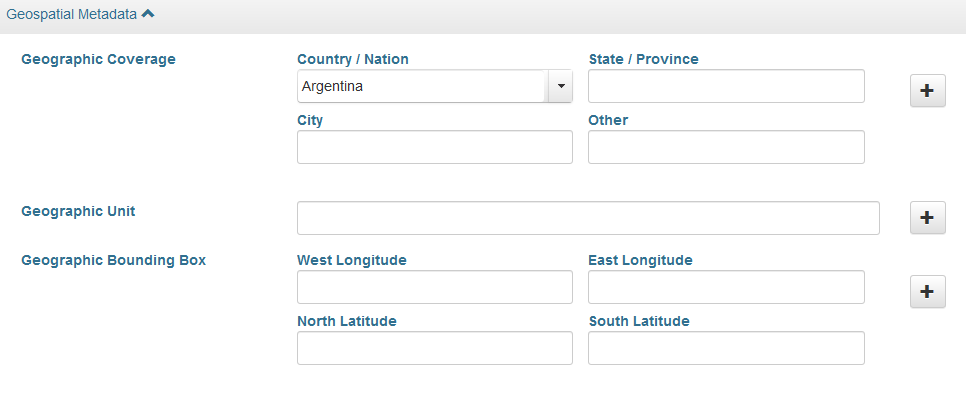 Geospatial Metadata
Geographic Coverage
Country / Nation
State / Province
Argentina
City
Other
Geographic Unit
Geographic Bounding Box
West Longitude
East Longitude
North Latitude
South Latitude